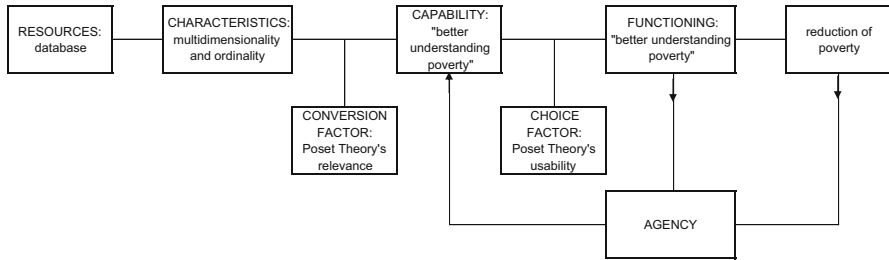 RESOURCES:
database
CHARACTERISTICS:
multidimensionality
and ordinality
CAPABILITY:
"better
understanding
poverty"
FUNCTIONING:
"better understanding
poverty"
reduction of
poverty
CONVERSION
FACTOR:
Poset Theory's
relevance
CHOICE
FACTOR:
Poset Theory's
usability
AGENCY